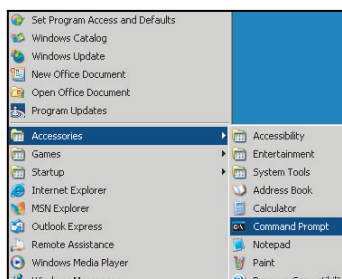 Set Program Access and Defaults
Windows Catalog
Windows Update
New Office Document
Open Office Document
Program Updates
Accessories
Games
Startup
Internet Explorer
MSN Explorer
Outlook Express
Remote Assistance
Windows Media Player
Accessibility
Entertainment
System Tools
Address Book
Calculator
Command Prompt
Notepad
Paint